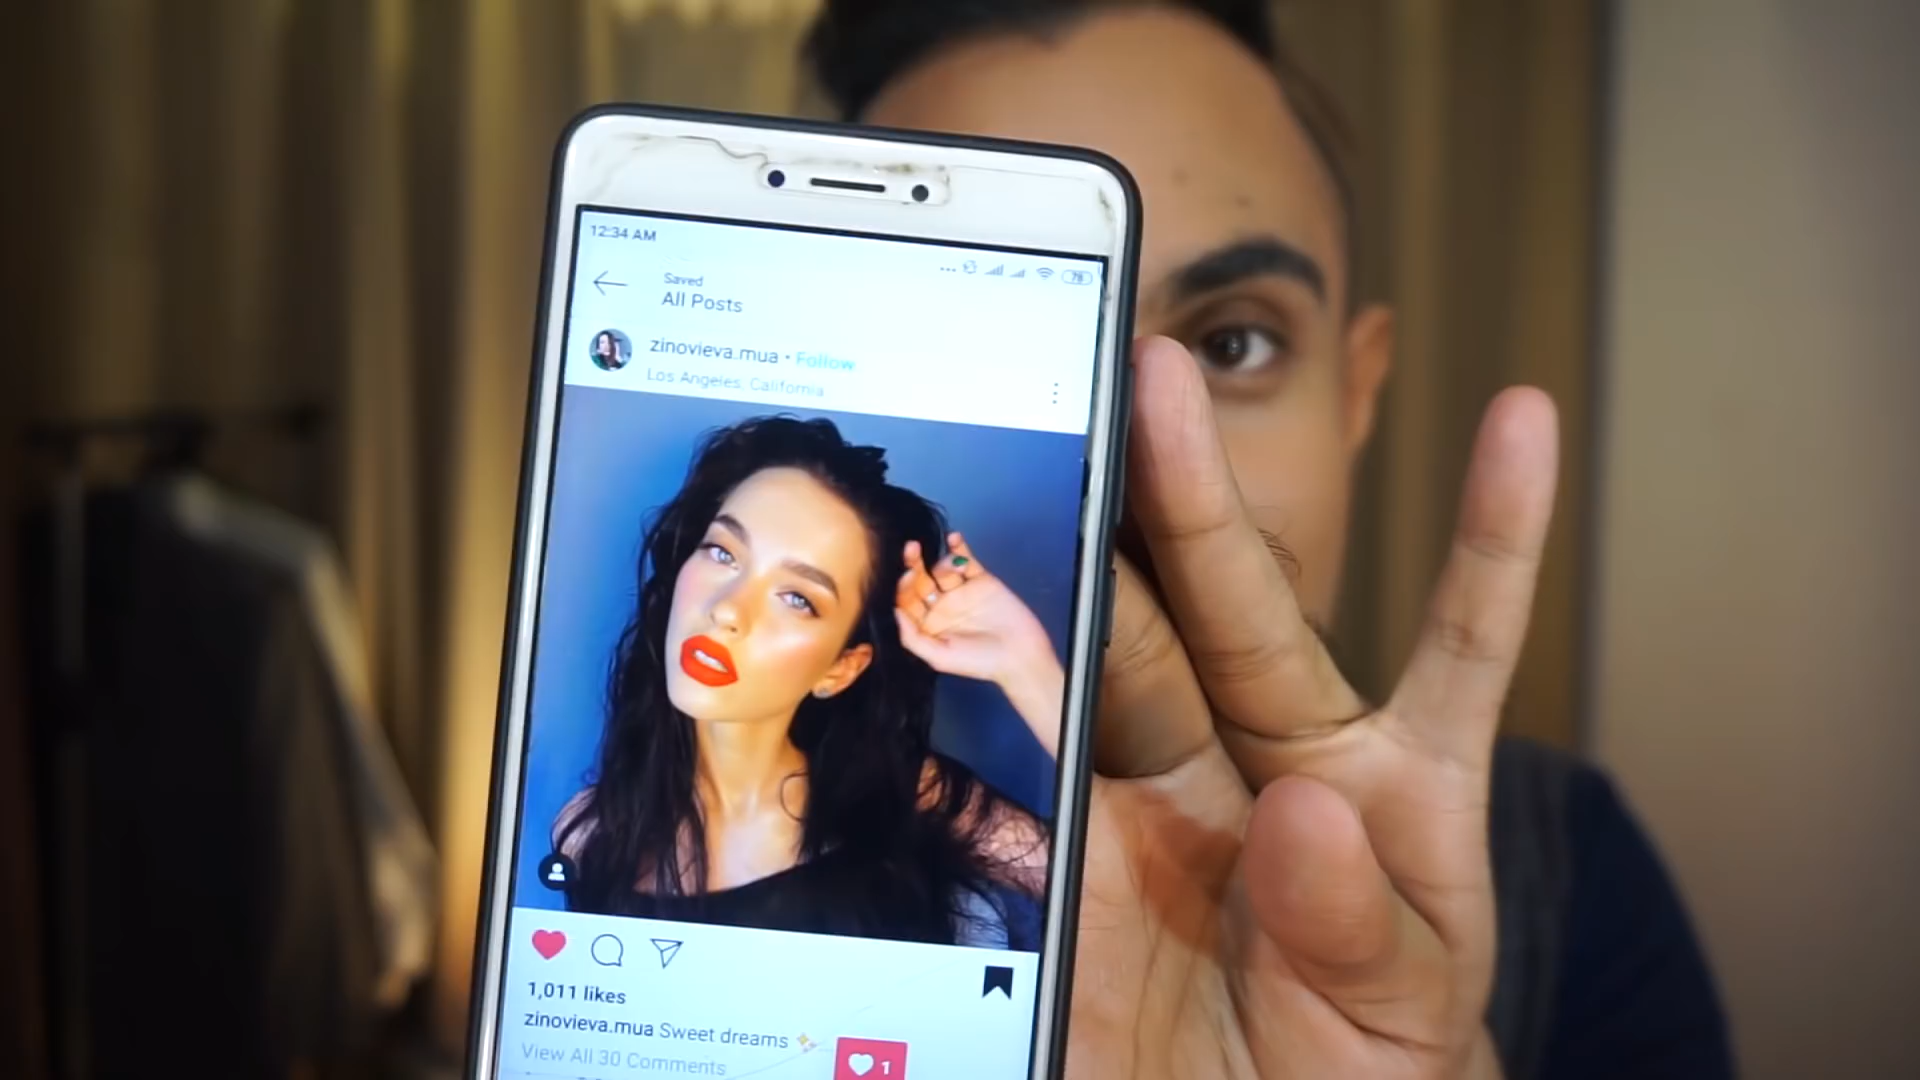 12:34 AM
78
Saved
All Posts
zinovieva.mua • Follow
Los Angeles, California
1,011 likes
zinovieva.mua Sweet dreams ✨
View All 30 Comments
1